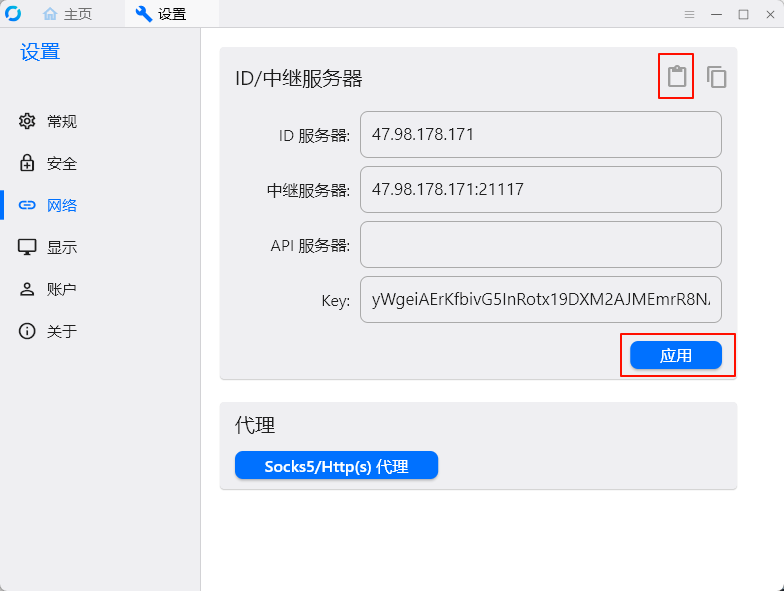 主页
设置
设置
常规
安全
网络
显示
账户
关于
ID/中继服务器
ID 服务器: 47.98.178.171
中继服务器: 47.98.178.171:21117
API 服务器:
Key: yWgeiAErKfbivG5InRotx19DXM2AJMEmrR8N
应用
代理
Socks5/Http(s) 代理